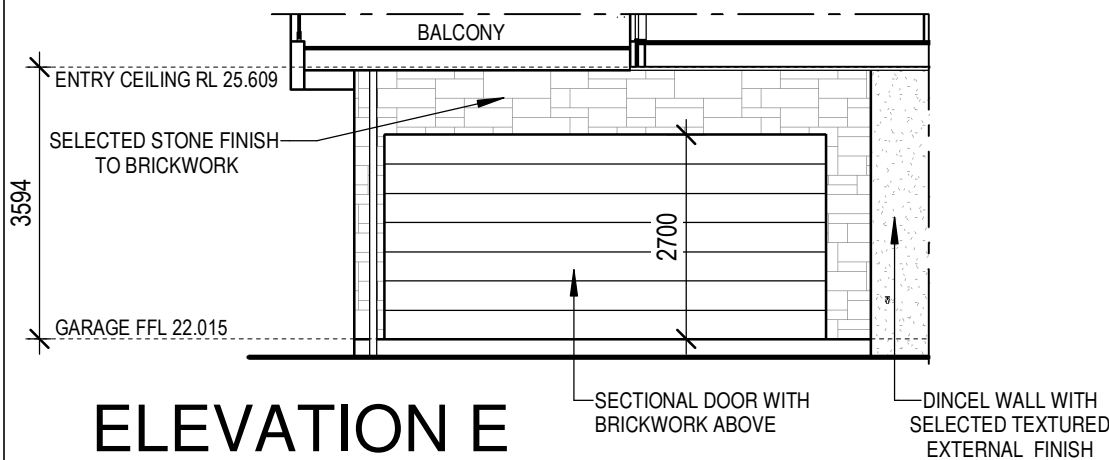 BALCONY
ENTRY CEILING RL 25.609
SELECTED STONE FINISH
TO BRICKWORK
3594
2700
GARAGE FFL 22.015
SECTIONAL DOOR WITH
BRICKWORK ABOVE
DINCEL WALL WITH
SELECTED TEXTURED
EXTERNAL FINISH
ELEVATION E